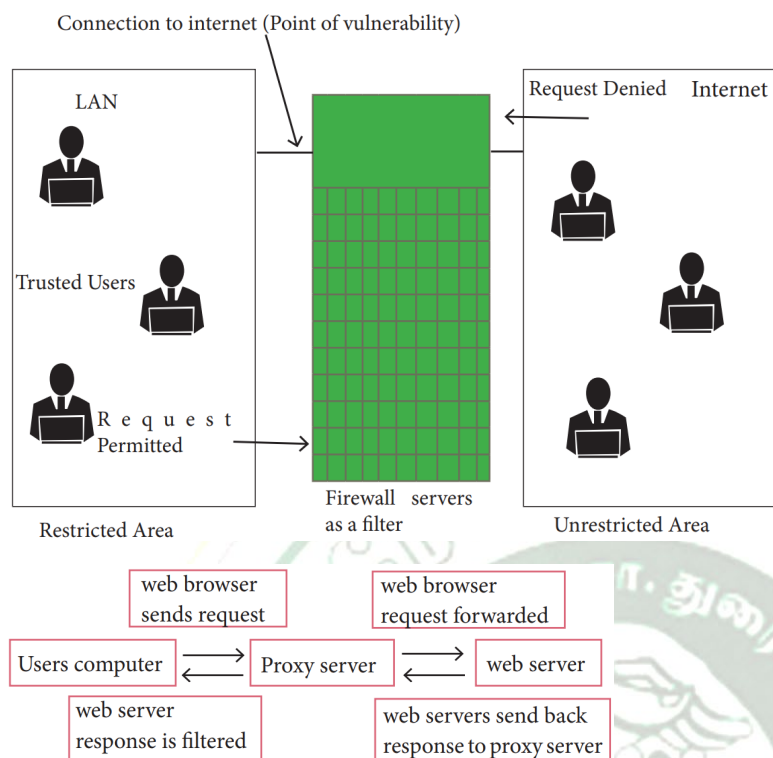 Connection to internet (Point of vulnerability)
LAN
Request Denied
Internet
Trusted Users
Request
Permitted
Firewall servers
as a filter
Restricted Area
Unrestricted Area
web browser
sends request
web browser
request forwarded
Users computer
Proxy server
web server
web server
response is filtered
web servers send back
response to proxy server